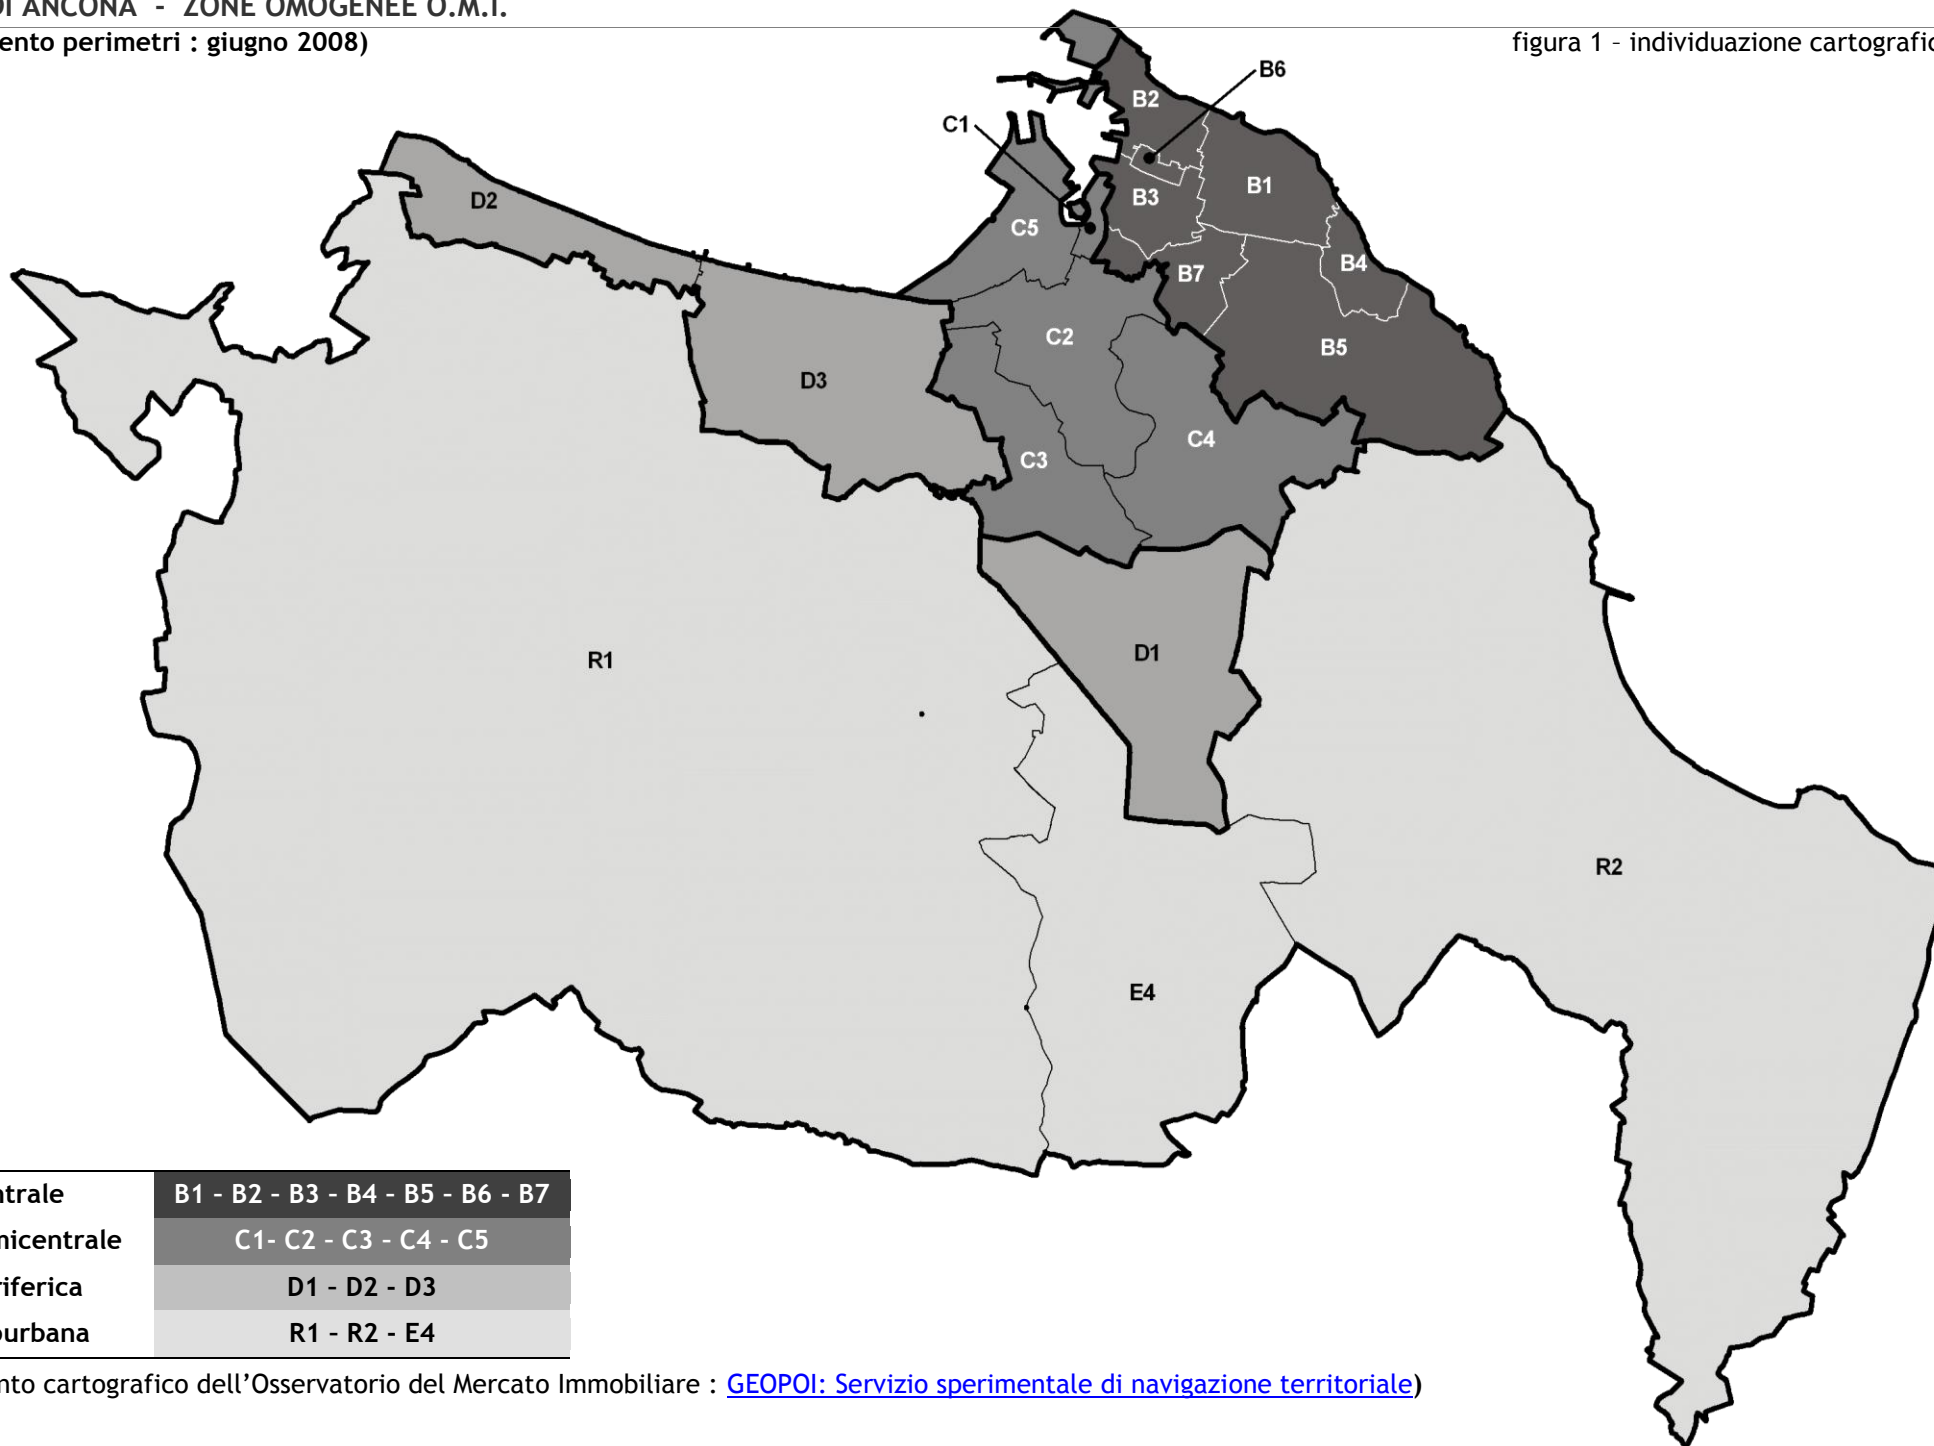 DI ANCONA - ZONE OMOGENEE O.M.I.
ento perimetri : giugno 2008)
figura 1 - individuazione cartografic
B6
B2
C1
B1
B3
D2
C5
B4
B7
C2
B5
D3
C4
C3
D1
R1
R2
E4
ntrale B1 - B2 - B3 - B4 - B5 - B6 - B7
micentrale C1- C2 - C3 - C4 - C5
riferica D1 - D2 - D3
ourbana R1 - R2 - E4
nto cartografico dell’Osservatorio del Mercato Immobiliare : GEOPOI: Servizio sperimentale di navigazione territoriale)